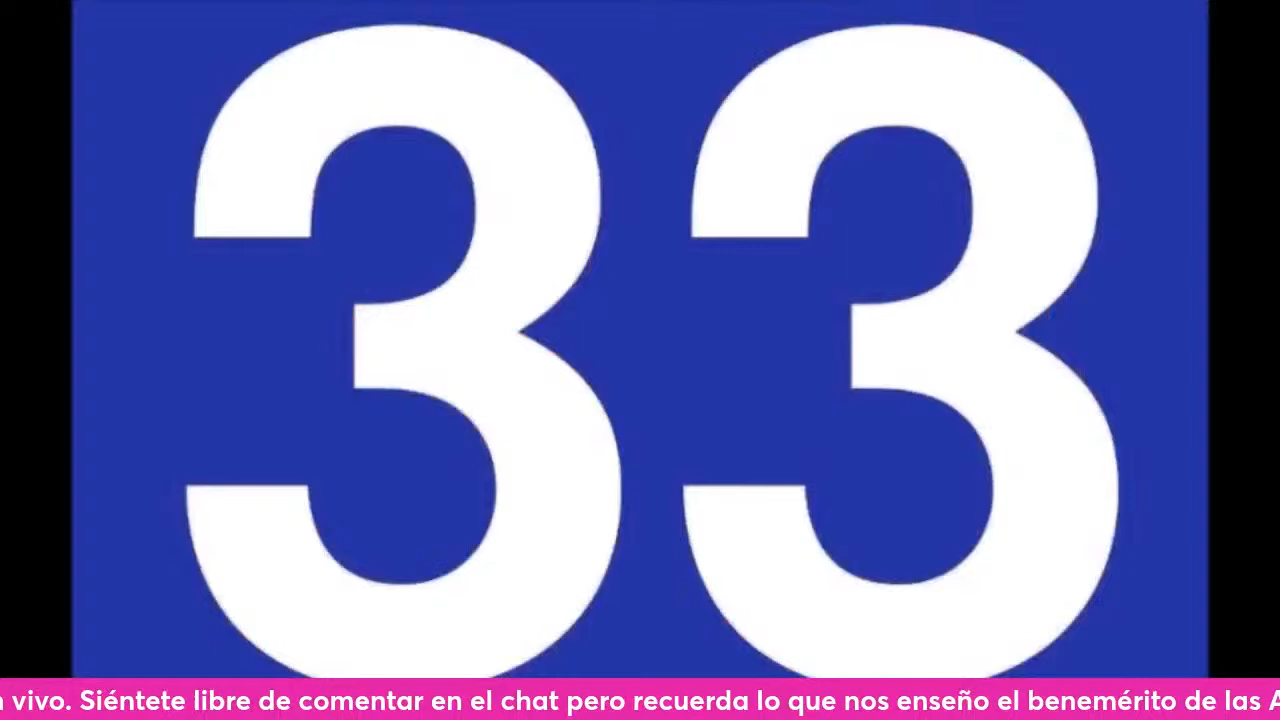 33
vivo. Siéntete libre de comentar en el chat pero recuerda lo que nos enseño el benemérito de las